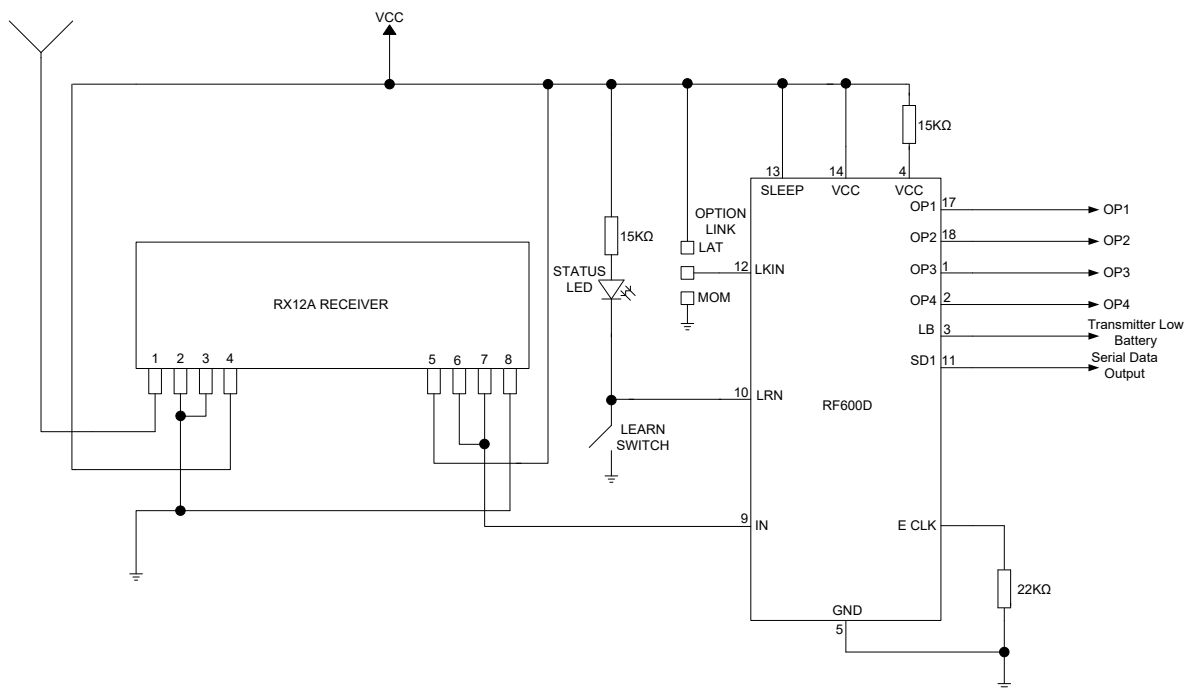 VCC
15KΩ
13
14
4
SLEEP
VCC
VCC
OP1
17
OP1
OPTION
LINK
LAT
15KΩ
OP2
18
OP2
STATUS
LED
12
LKIN
OP3
1
OP3
MOM
OP4
2
OP4
RX12A RECEIVER
LB
3
Transmitter Low
Battery
SD1
11
Serial Data
Output
1
2
3
4
5
6
7
8
10
LRN
RF600D
LEARN
SWITCH
9
IN
E CLK
22KΩ
GND
5